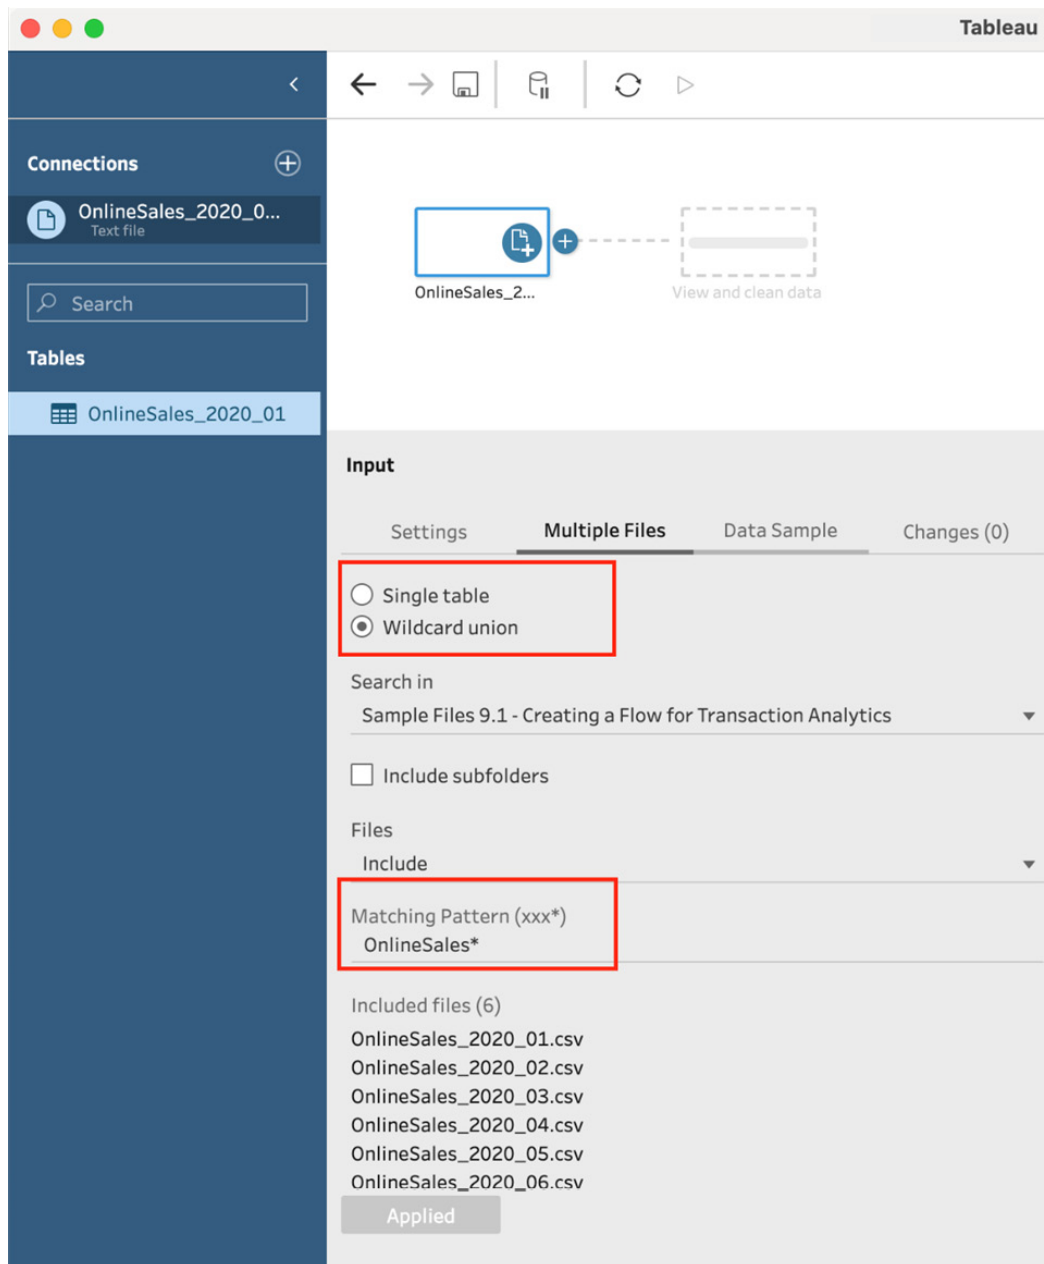 Tableau
Connections
OnlineSales_2020_0...
Text file
Search
Tables
OnlineSales_2020_01
OnlineSales_2...
View and clean data
Input
Settings Multiple Files Data Sample Changes (0)
Single table
Wildcard union
Search in
Sample Files 9.1 - Creating a Flow for Transaction Analytics
Include subfolders
Files
Include
Matching Pattern (xxx*)
OnlineSales*
Included files (6)
OnlineSales_2020_01.csv
OnlineSales_2020_02.csv
OnlineSales_2020_03.csv
OnlineSales_2020_04.csv
OnlineSales_2020_05.csv
OnlineSales_2020_06.csv
Applied